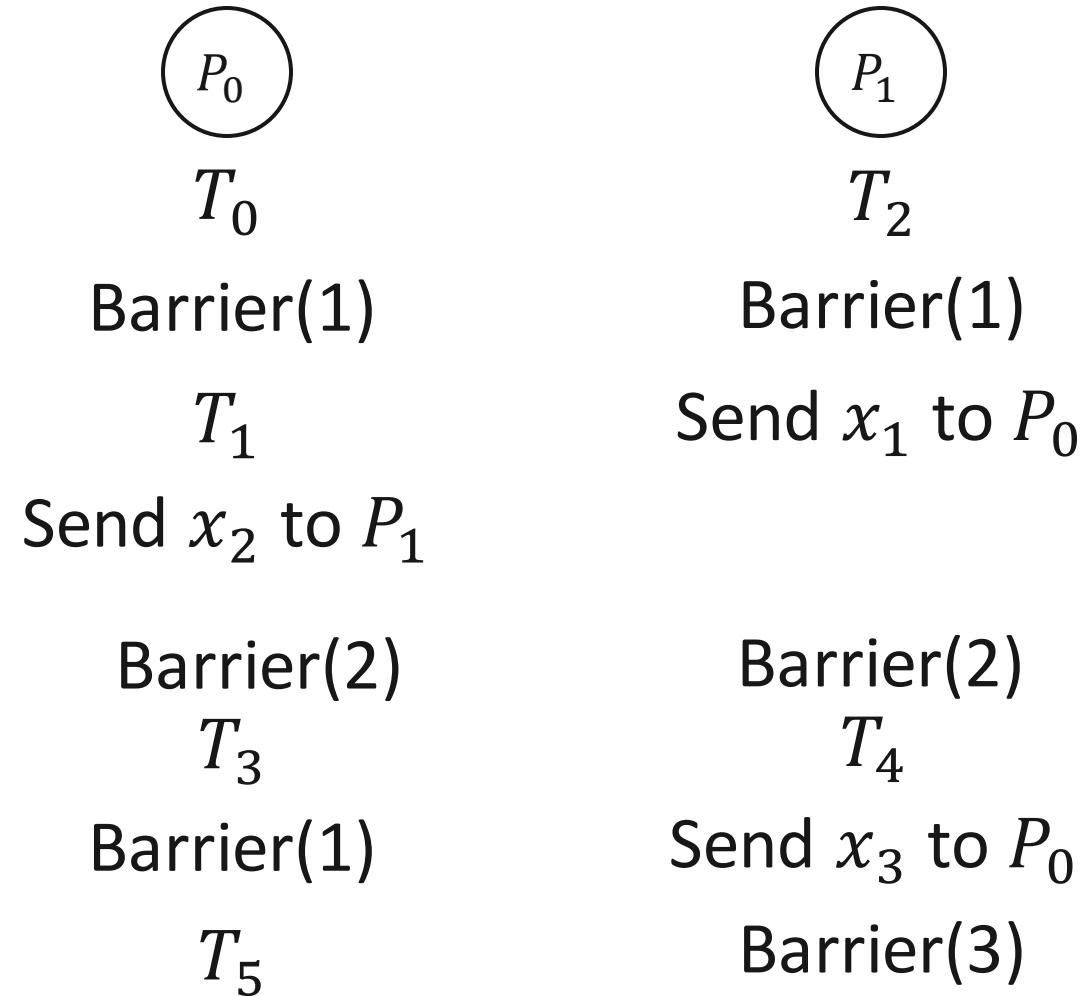 P₀
T₀
Barrier(1)
T₁
Send x₂ to P₁
Barrier(2)
T₃
Barrier(1)
T₅
P₁
T₂
Barrier(1)
Send x₁ to P₀
Barrier(2)
T₄
Send x₃ to P₀
Barrier(3)